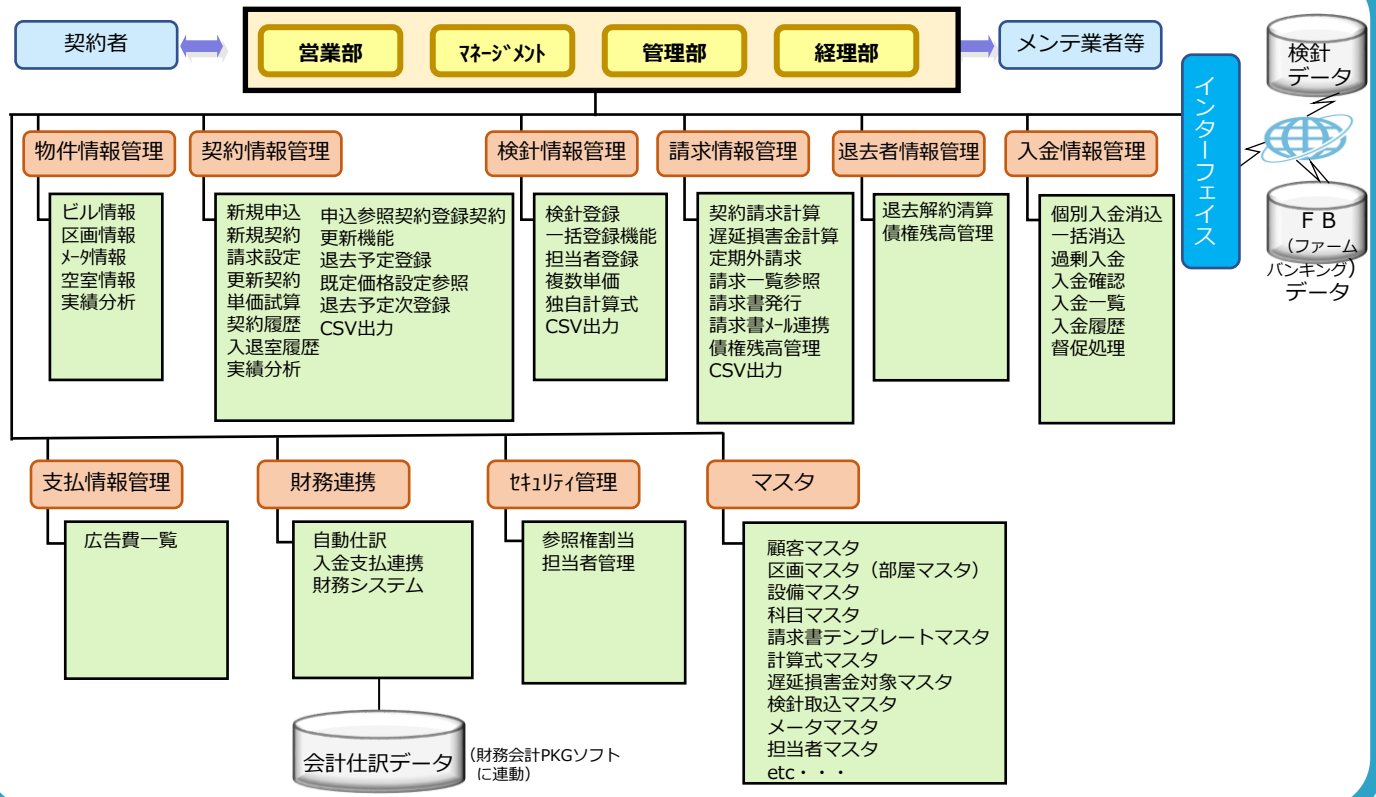 契約者
営業部
ﾏﾈｰｼﾞﾒﾝﾄ
管理部
経理部
メンテ業者等
検針
データ
インターフェイス
ＦＢ
（ファーム
バンキング）
データ
物件情報管理
ビル情報
区画情報
ﾒｰﾀ情報
空室情報
実績分析
契約情報管理
新規申込
新規契約
請求設定
更新契約
単価試算
契約履歴
入退室履歴
実績分析
申込参照契約登録契約
更新機能
退去予定登録
既定価格設定参照
退去予定次登録
CSV出力
検針情報管理
検針登録
一括登録機能
担当者登録
複数単価
独自計算式
CSV出力
請求情報管理
契約請求計算
遅延損害金計算
定期外請求
請求一覧参照
請求書発行
請求書ﾒｰﾙ連携
債権残高管理
CSV出力
退去者情報管理
退去解約清算
債権残高管理
入金情報管理
個別入金消込
一括消込
過剰入金
入金確認
入金一覧
入金履歴
督促処理
支払情報管理
広告費一覧
財務連携
自動仕訳
入金支払連携
財務システム
会計仕訳データ
（財務会計PKGソフト
に連動）
ｾｷｭﾘﾃｨ管理
参照権割当
担当者管理
マスタ
顧客マスタ
区画マスタ（部屋マスタ）
設備マスタ
科目マスタ
請求書テンプレートマスタ
計算式マスタ
遅延損害金対象マスタ
検針取込マスタ
メータマスタ
担当者マスタ
etc・・・